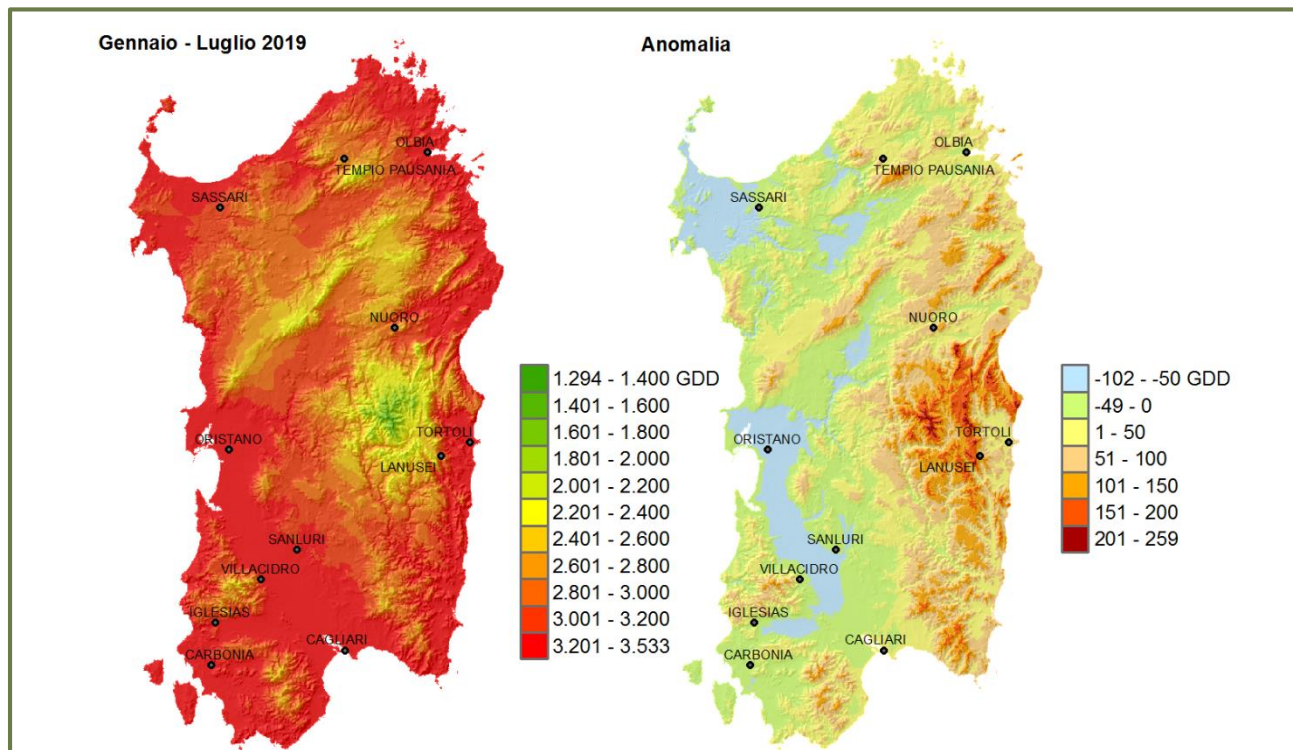 Gennaio - Luglio 2019
OLBIA
TEMPIO PAUSANIA
SASSARI
NUORO
ORISTANO
TORTOLI
LANUSEI
SANLURI
VILLACIDRO
IGLESIAS
CAGLIARI
CARBONIA
1.294 - 1.400 GDD
1.401 - 1.600
1.601 - 1.800
1.801 - 2.000
2.001 - 2.200
2.201 - 2.400
2.401 - 2.600
2.601 - 2.800
2.801 - 3.000
3.001 - 3.200
3.201 - 3.533
Anomalia
OLBIA
TEMPIO PAUSANIA
SASSARI
NUORO
ORISTANO
TORTOLI
LANUSEI
SANLURI
VILLACIDRO
IGLESIAS
CAGLIARI
CARBONIA
-102 - -50 GDD
-49 - 0
1 - 50
51 - 100
101 - 150
151 - 200
201 - 259